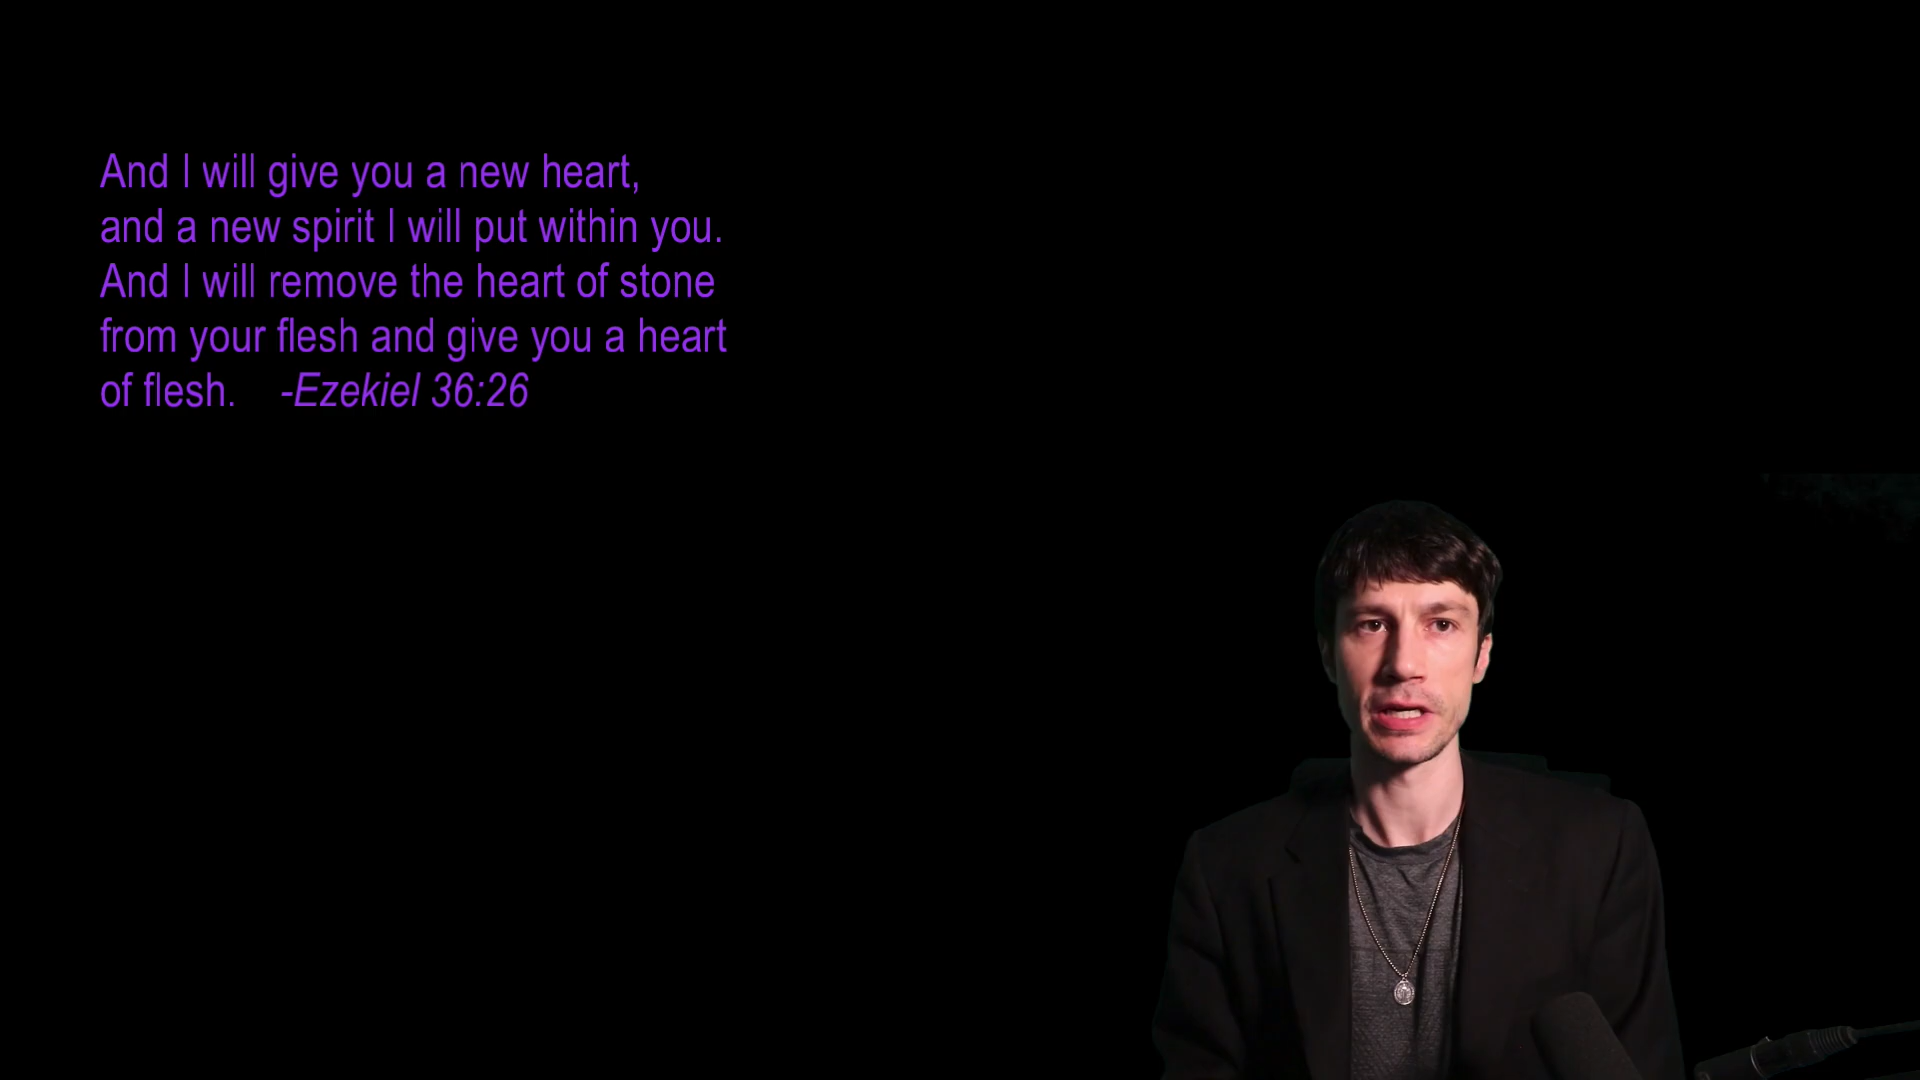 And I will give you a new heart,
and a new spirit I will put within you.
And I will remove the heart of stone
from your flesh and give you a heart
of flesh. -Ezekiel 36:26